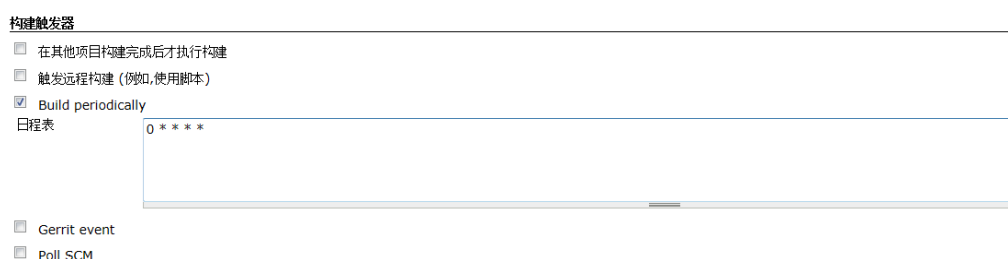 构建触发器
在其他项目构建完成后才执行构建
触发远程构建 (例如,使用脚本)
Build periodically
日程表
0 * * * *
Gerrit event
Poll SCM